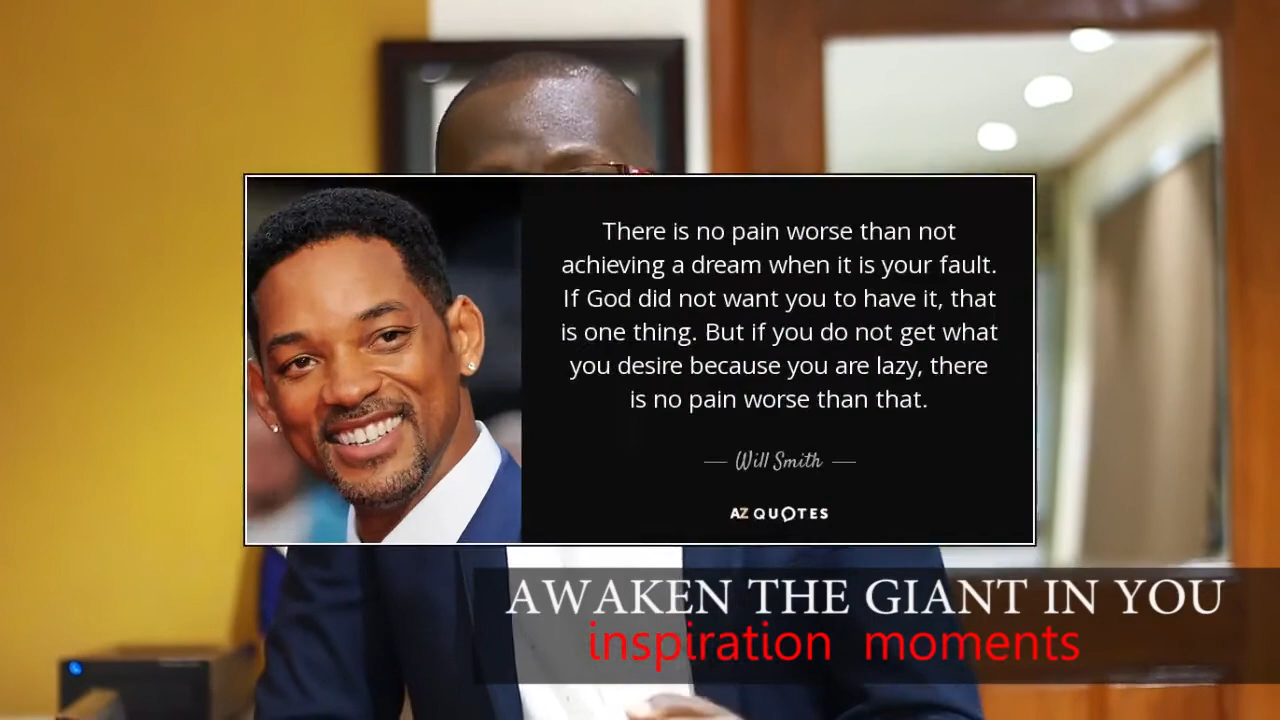 There is no pain worse than not
achieving a dream when it is your fault.
If God did not want you to have it, that
is one thing. But if you do not get what
you desire because you are lazy, there
is no pain worse than that.
— Will Smith —
AZ QUOTES
AWAKEN THE GIANT IN YOU
inspiration moments